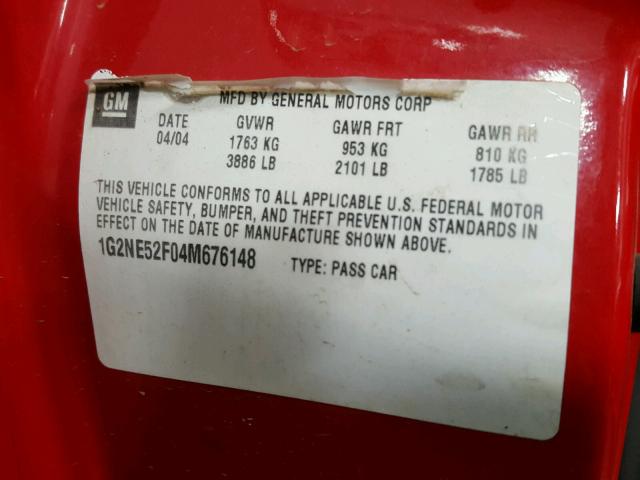 GM
MFD BY GENERAL MOTORS CORP
DATE GVWR GAWR FRT GAWR RR
04/04 1763 KG 953 KG 810 KG
3886 LB 2101 LB 1785 LB
THIS VEHICLE CONFORMS TO ALL APPLICABLE U.S. FEDERAL MOTOR
VEHICLE SAFETY, BUMPER, AND THEFT PREVENTION STANDARDS IN
EFFECT ON THE DATE OF MANUFACTURE SHOWN ABOVE.
1G2NE52F04M676148 TYPE: PASS CAR